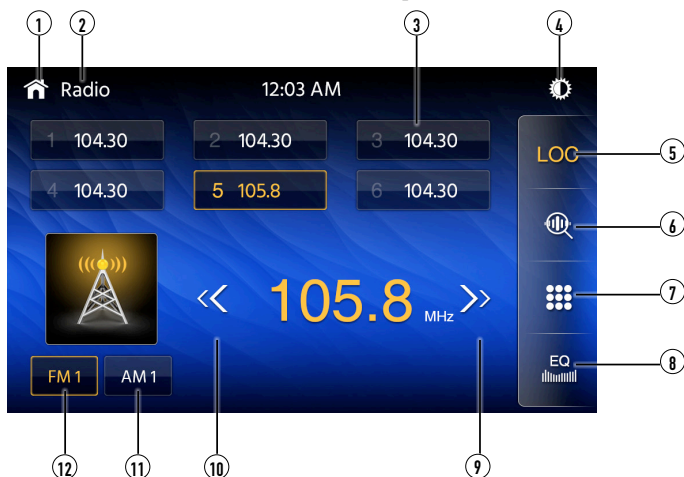 1 2 3 4
Radio 12:03 AM
1 104.30 2 104.30 3 104.30
LOC 5
4 104.30 5 105.8 6 104.30
6
105.8 MHz
7
EQ 8
FM 1 AM 1
12 11 10 9